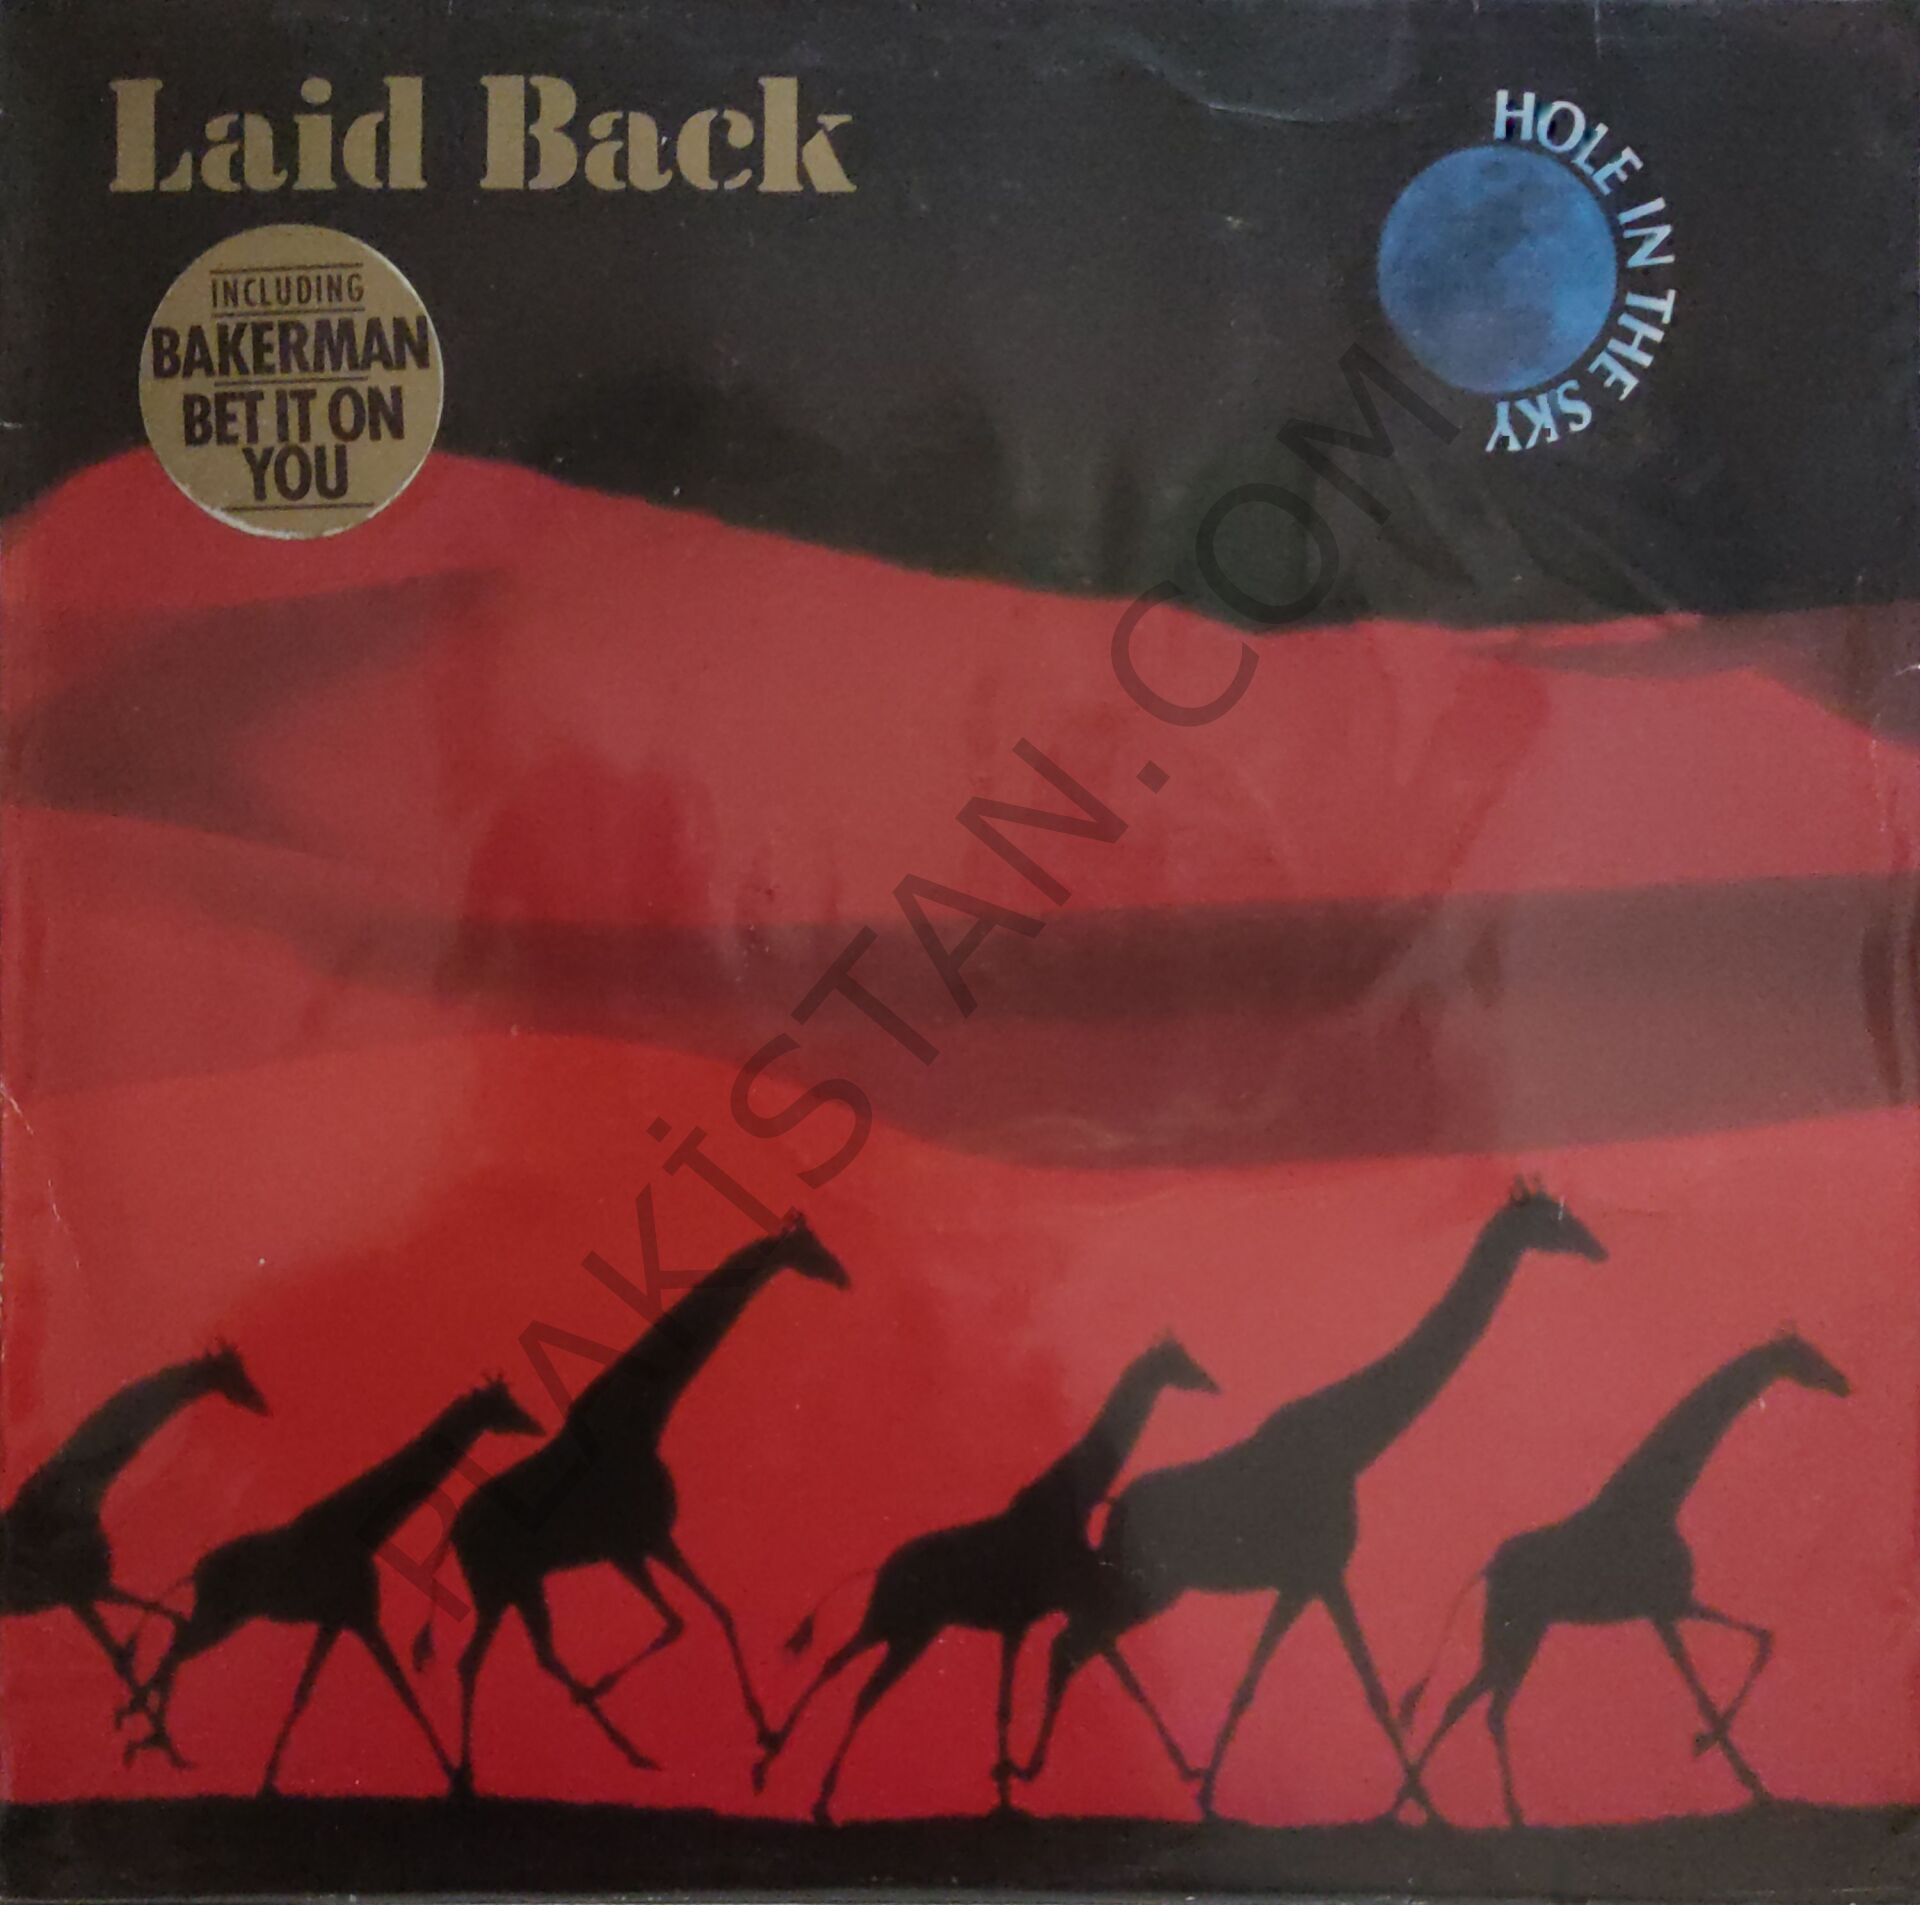 Laid Back
HOLE IN THE SKY
INCLUDING
BAKERMAN
BET IT ON
YOU
PLAKİSTAN.COM